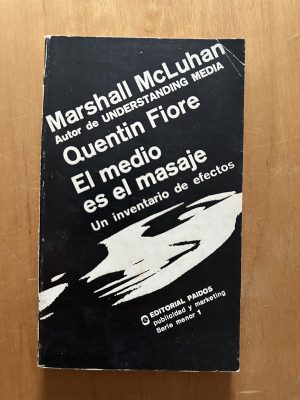 Marshall McLuhan
Autor de UNDERSTANDING MEDIA
Quentin Fiore
El medio
es el masaje
Un inventario de efectos
EDITORIAL PAIDOS
publicidad y marketing
Serie menor 1